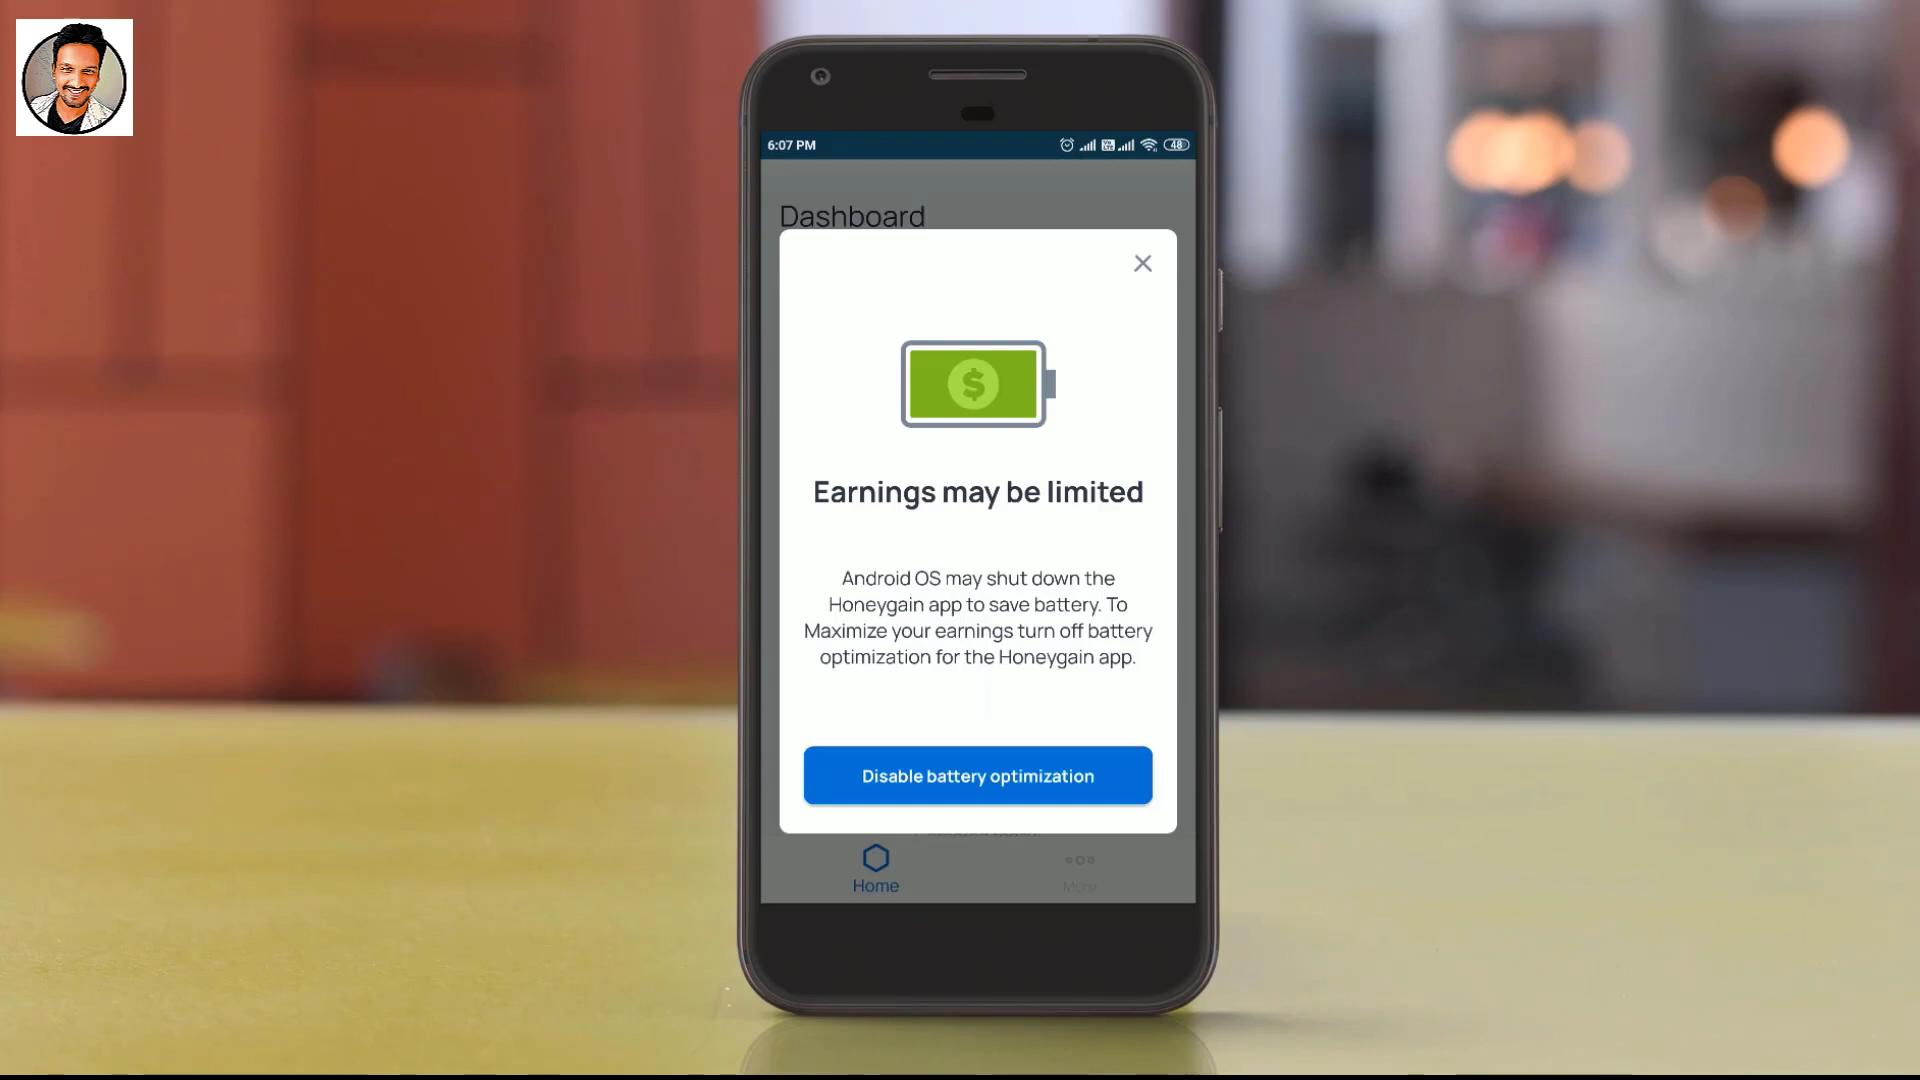 6:07 PM
48
Dashboard
Earnings may be limited
Android OS may shut down the
Honeygain app to save battery. To
Maximize your earnings turn off battery
optimization for the Honeygain app.
Disable battery optimization
Home
More